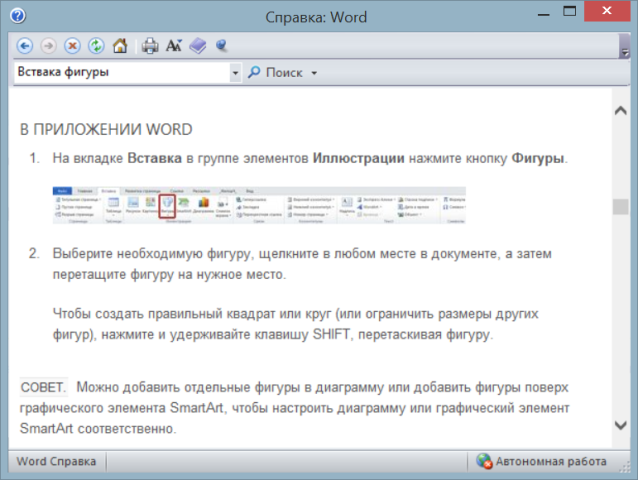 Справка: Word
Вствака фигуры
Поиск
В ПРИЛОЖЕНИИ WORD
1. На вкладке Вставка в группе элементов Иллюстрации нажмите кнопку Фигуры.
2. Выберите необходимую фигуру, щелкните в любом месте в документе, а затем
перетащите фигуру на нужное место.
Чтобы создать правильный квадрат или круг (или ограничить размеры других
фигур), нажмите и удерживайте клавишу SHIFT, перетаскивая фигуру.
СОВЕТ. Можно добавить отдельные фигуры в диаграмму или добавить фигуры поверх
графического элемента SmartArt, чтобы настроить диаграмму или графический элемент
SmartArt соответственно.
Word Справка
Автономная работа